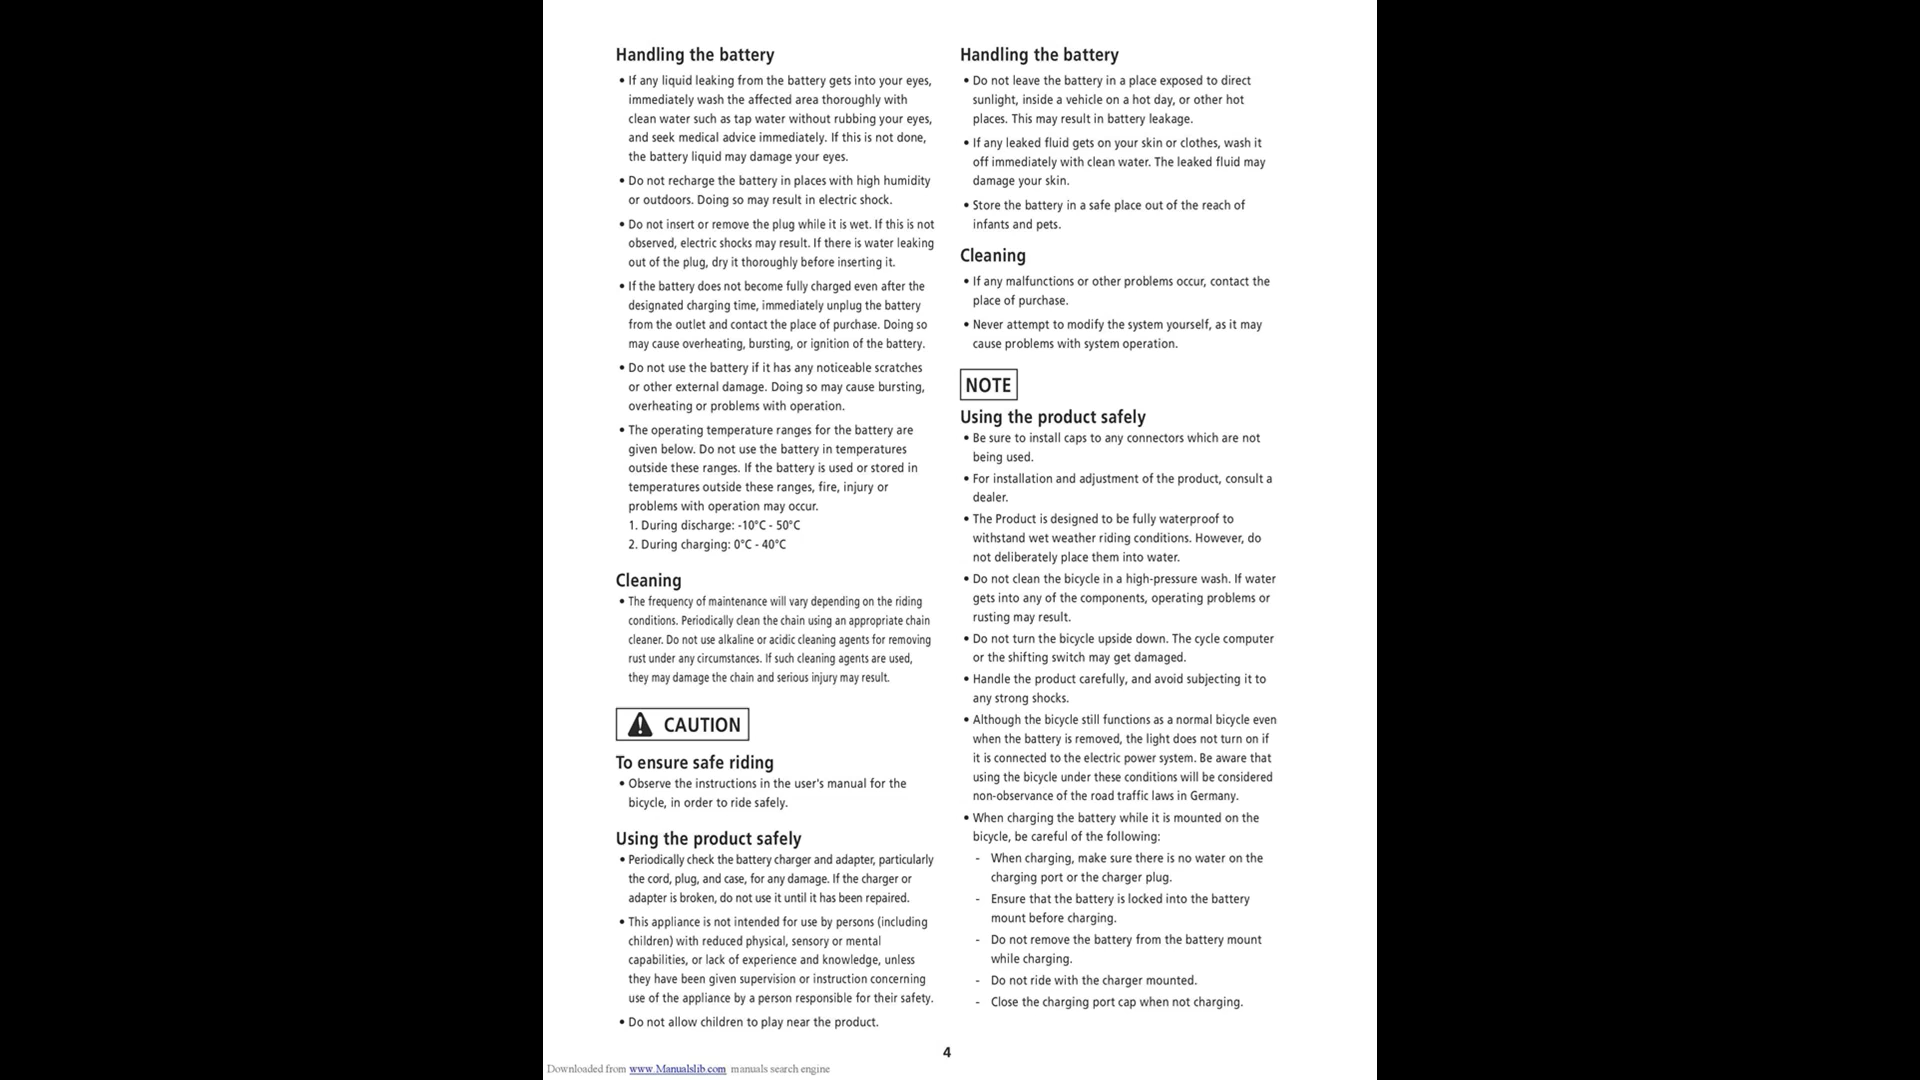 Handling the battery
• If any liquid leaking from the battery gets into your eyes,
immediately wash the affected area thoroughly with
clean water such as tap water without rubbing your eyes,
and seek medical advice immediately. If this is not done,
the battery liquid may damage your eyes.
• Do not recharge the battery in places with high humidity
or outdoors. Doing so may result in electric shock.
• Do not insert or remove the plug while it is wet. If this is not
observed, electric shocks may result. If there is water leaking
out of the plug, dry it thoroughly before inserting it.
• If the battery does not become fully charged even after the
designated charging time, immediately unplug the battery
from the outlet and contact the place of purchase. Doing so
may cause overheating, bursting, or ignition of the battery.
• Do not use the battery if it has any noticeable scratches
or other external damage. Doing so may cause bursting,
overheating or problems with operation.
• The operating temperature ranges for the battery are
given below. Do not use the battery in temperatures
outside these ranges. If the battery is used or stored in
temperatures outside these ranges, fire, injury or
problems with operation may occur.
1. During discharge: -10°C - 50°C
2. During charging: 0°C - 40°C
Cleaning
• The frequency of maintenance will vary depending on the riding
conditions. Periodically clean the chain using an appropriate chain
cleaner. Do not use alkaline or acidic cleaning agents for removing
rust under any circumstances. If such cleaning agents are used,
they may damage the chain and serious injury may result.
CAUTION
To ensure safe riding
• Observe the instructions in the user's manual for the
bicycle, in order to ride safely.
Using the product safely
• Periodically check the battery charger and adapter, particularly
the cord, plug, and case, for any damage. If the charger or
adapter is broken, do not use it until it has been repaired.
• This appliance is not intended for use by persons (including
children) with reduced physical, sensory or mental
capabilities, or lack of experience and knowledge, unless
they have been given supervision or instruction concerning
use of the appliance by a person responsible for their safety.
• Do not allow children to play near the product.
Handling the battery
• Do not leave the battery in a place exposed to direct
sunlight, inside a vehicle on a hot day, or other hot
places. This may result in battery leakage.
• If any leaked fluid gets on your skin or clothes, wash it
off immediately with clean water. The leaked fluid may
damage your skin.
• Store the battery in a safe place out of the reach of
infants and pets.
Cleaning
• If any malfunctions or other problems occur, contact the
place of purchase.
• Never attempt to modify the system yourself, as it may
cause problems with system operation.
NOTE
Using the product safely
• Be sure to install caps to any connectors which are not
being used.
• For installation and adjustment of the product, consult a
dealer.
• The Product is designed to be fully waterproof to
withstand wet weather riding conditions. However, do
not deliberately place them into water.
• Do not clean the bicycle in a high-pressure wash. If water
gets into any of the components, operating problems or
rusting may result.
• Do not turn the bicycle upside down. The cycle computer
or the shifting switch may get damaged.
• Handle the product carefully, and avoid subjecting it to
any strong shocks.
• Although the bicycle still functions as a normal bicycle even
when the battery is removed, the light does not turn on if
it is connected to the electric power system. Be aware that
using the bicycle under these conditions will be considered
non-observance of the road traffic laws in Germany.
• When charging the battery while it is mounted on the
bicycle, be careful of the following:
- When charging, make sure there is no water on the
charging port or the charger plug.
- Ensure that the battery is locked into the battery
mount before charging.
- Do not remove the battery from the battery mount
while charging.
- Do not ride with the charger mounted.
- Close the charging port cap when not charging.
4
Downloaded from www.Manualslib.com manuals search engine